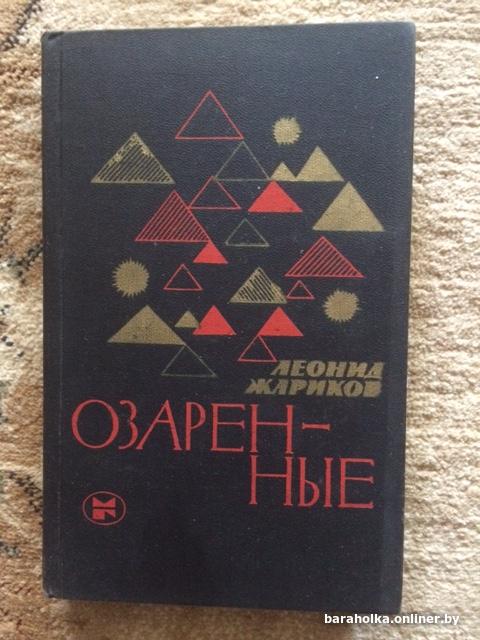 ЛЕОНИД
ЖАРИКОВ
ОЗАРЕН-
НЫЕ
baraholka.onliner.by